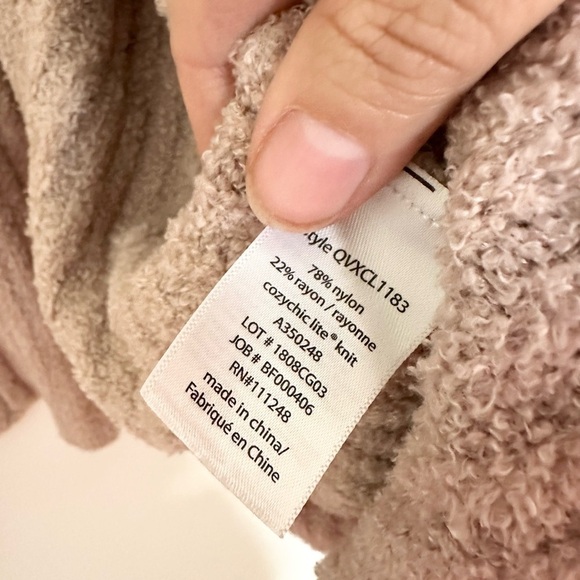 style QVXCL1183
78% nylon
22% rayon / rayonne
cozychic lite® knit
A350248
LOT # 1808CG03
JOB # BF000406
RN#111248
made in china/
Fabriqué en Chine